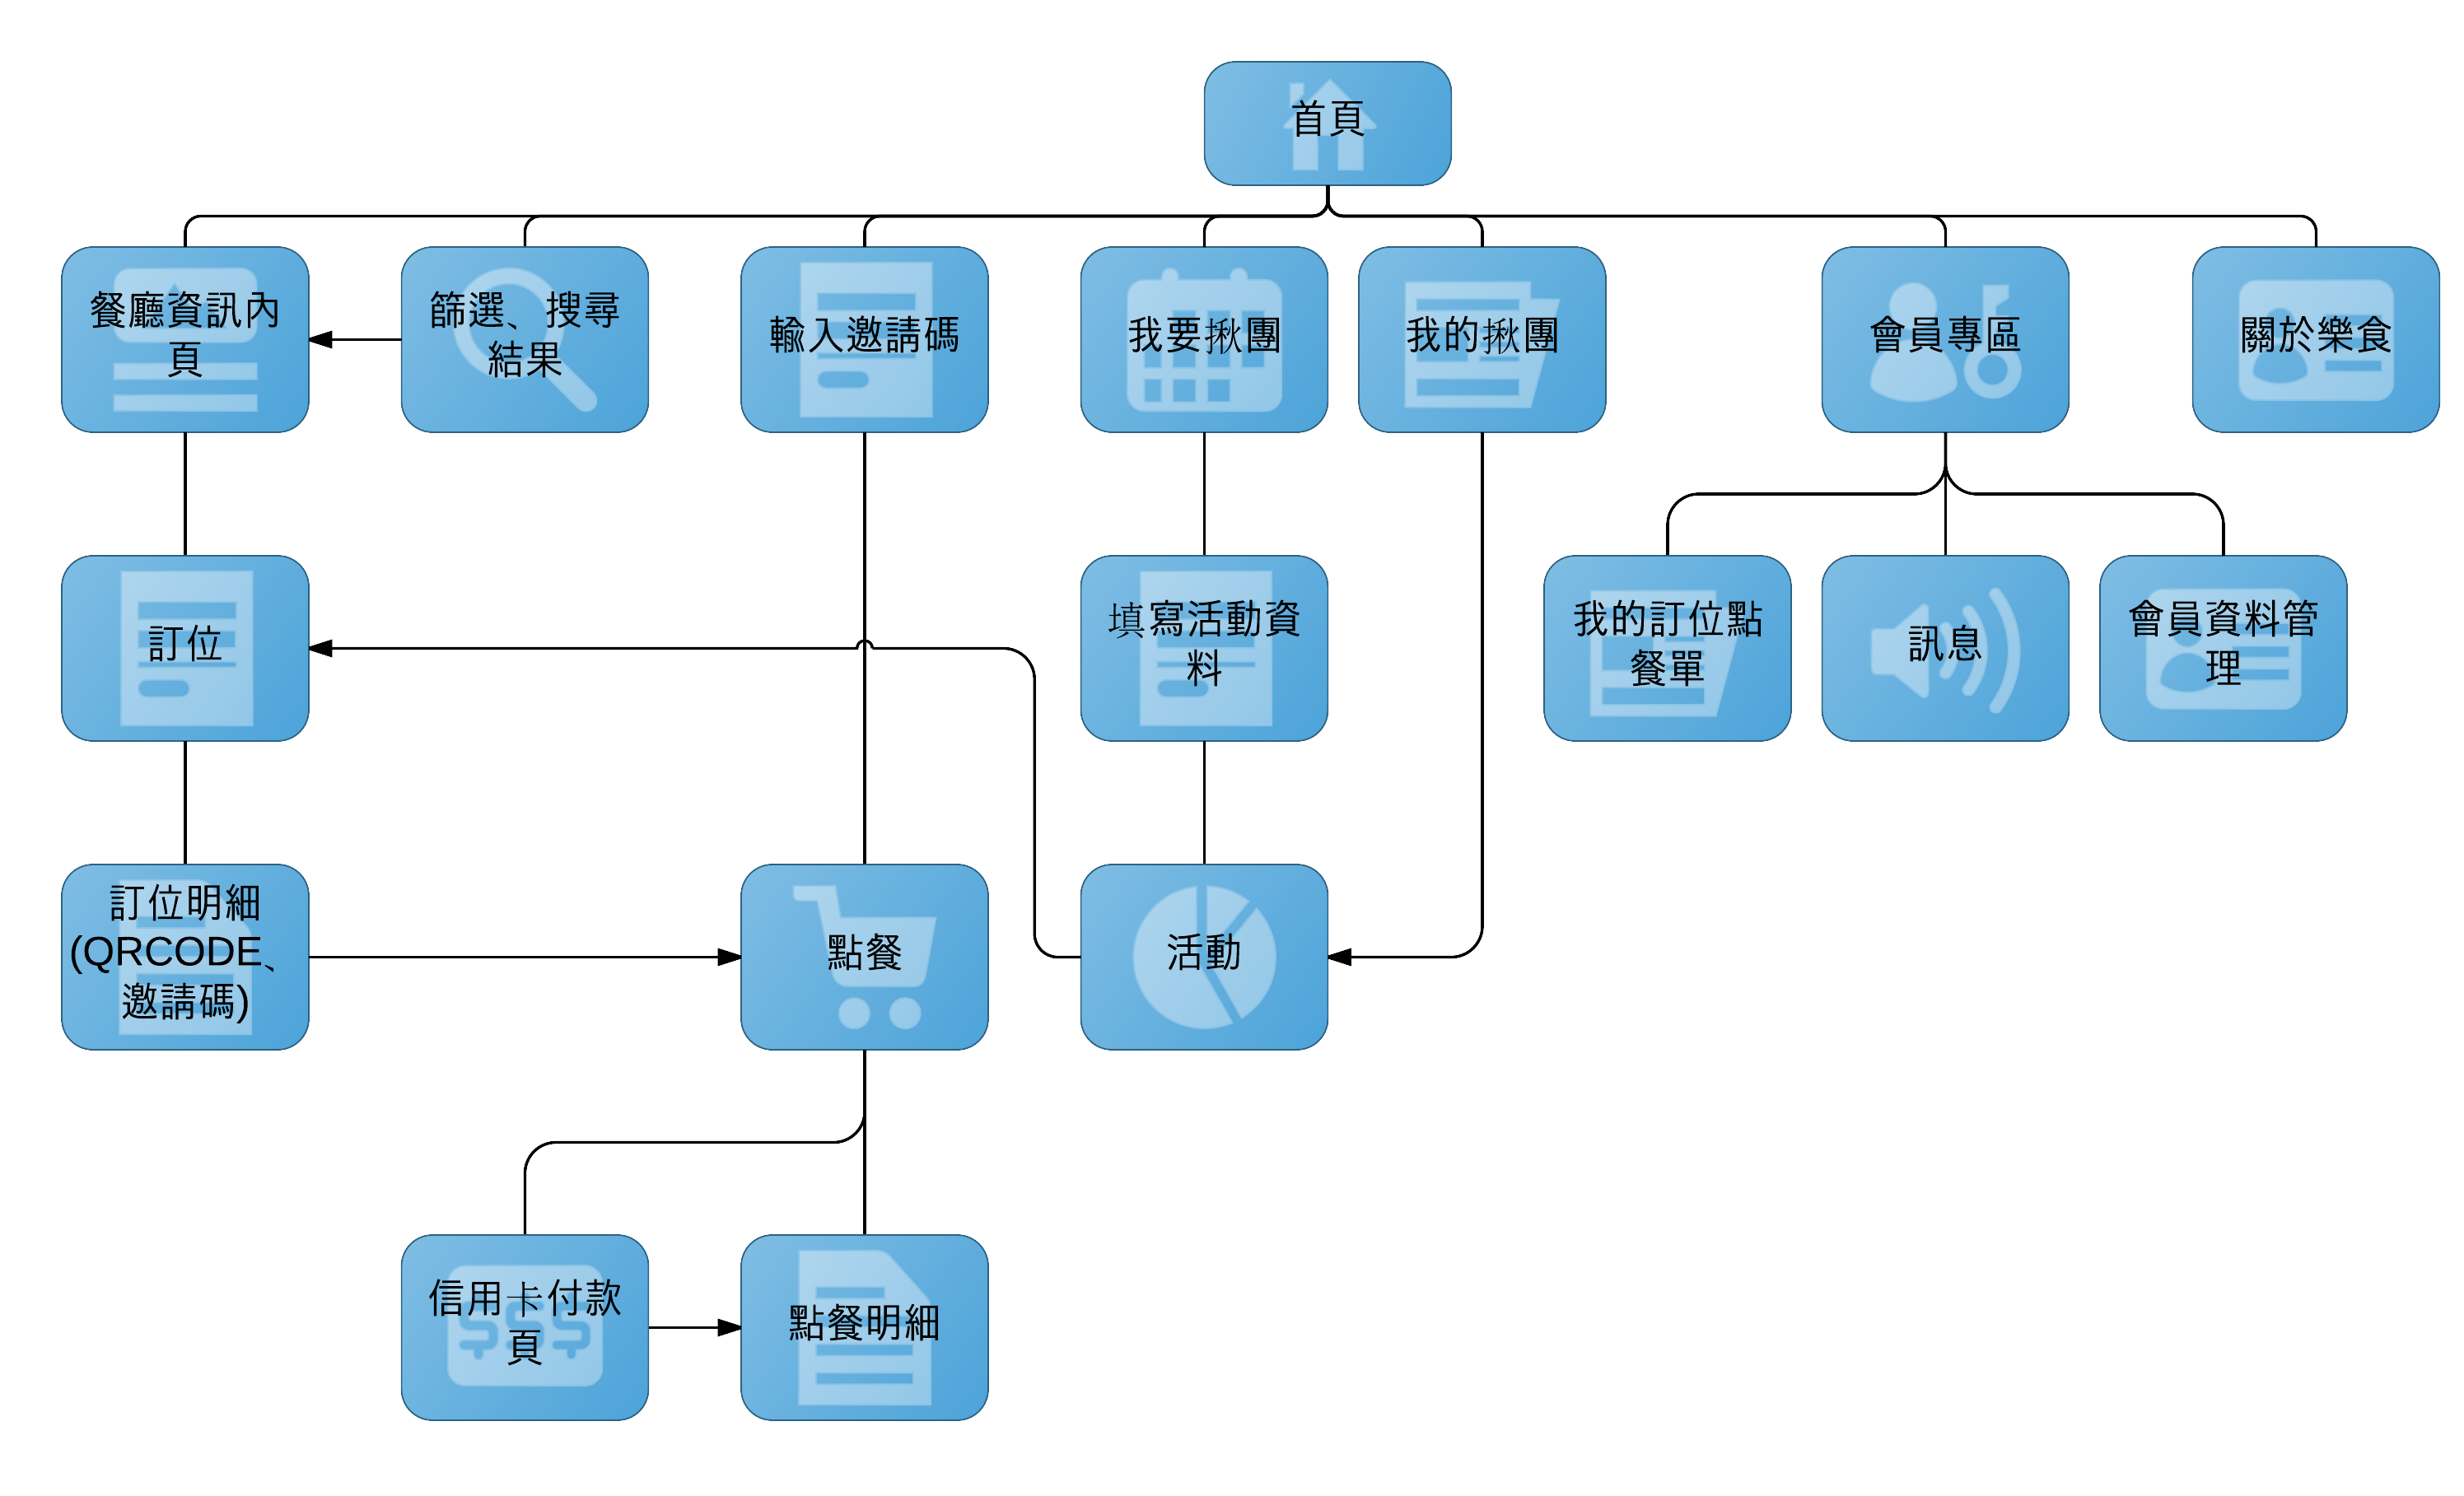 首頁
餐廳資訊內
頁
篩選、搜尋
結果
輸入邀請碼
我要揪團
我的揪團
會員專區
關於樂食
訂位
填寫活動資
料
我的訂位點
餐單
訊息
會員資料管
理
訂位明細
(QRCODE、
邀請碼)
點餐
活動
信用卡付款
頁
點餐明細